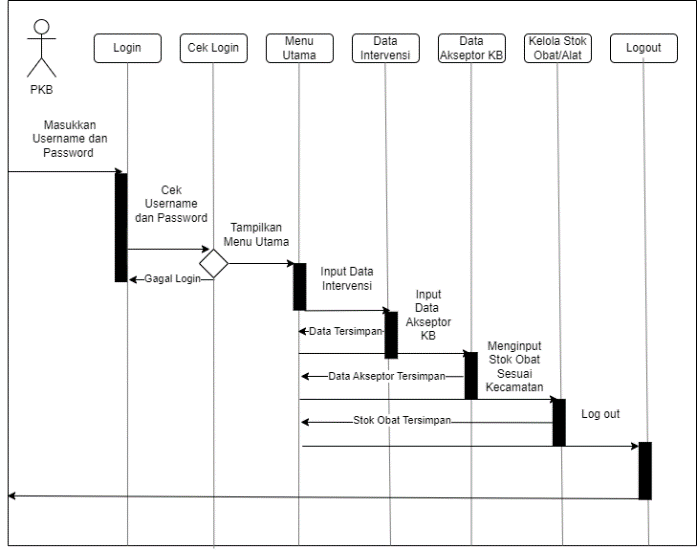 PKB
Login
Cek Login
Menu
Utama
Data
Intervensi
Data
Akseptor KB
Kelola Stok
Obat/Alat
Logout
Masukkan
Username dan
Password
Cek
Username
dan Password
Tampilkan
Menu Utama
Gagal Login
Input Data
Intervensi
Data Tersimpan
Input
Data
Akseptor
KB
Data Akseptor Tersimpan
Menginput
Stok Obat
Sesuai
Kecamatan
Stok Obat Tersimpan
Log out